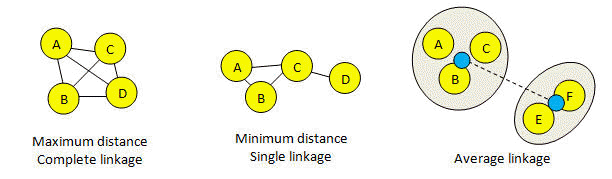 A
C
B
D
Maximum distance
Complete linkage
A
C
D
B
Minimum distance
Single linkage
A
C
B
F
E
Average linkage